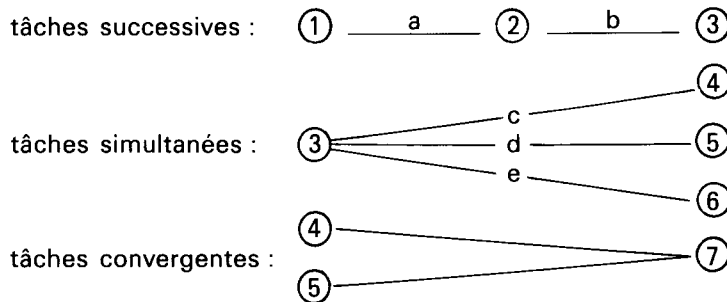 tâches successives : 1 a 2 b 3
4
c
tâches simultanées : 3 d 5
e
6
4
tâches convergentes : 7
5